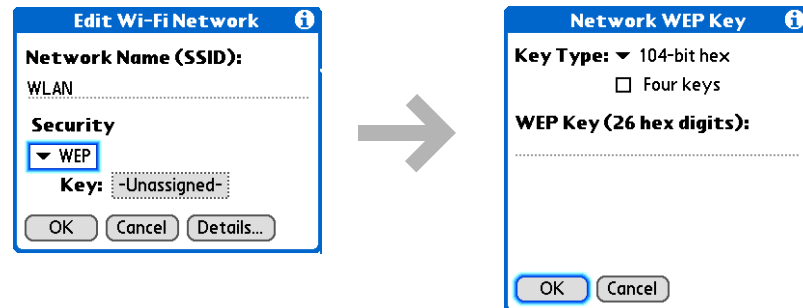 Edit Wi-Fi Network
Network Name (SSID):
WLAN
Security
WEP
Key: -Unassigned-
OK Cancel Details...
Network WEP Key
Key Type: 104-bit hex
Four keys
WEP Key (26 hex digits):
OK Cancel